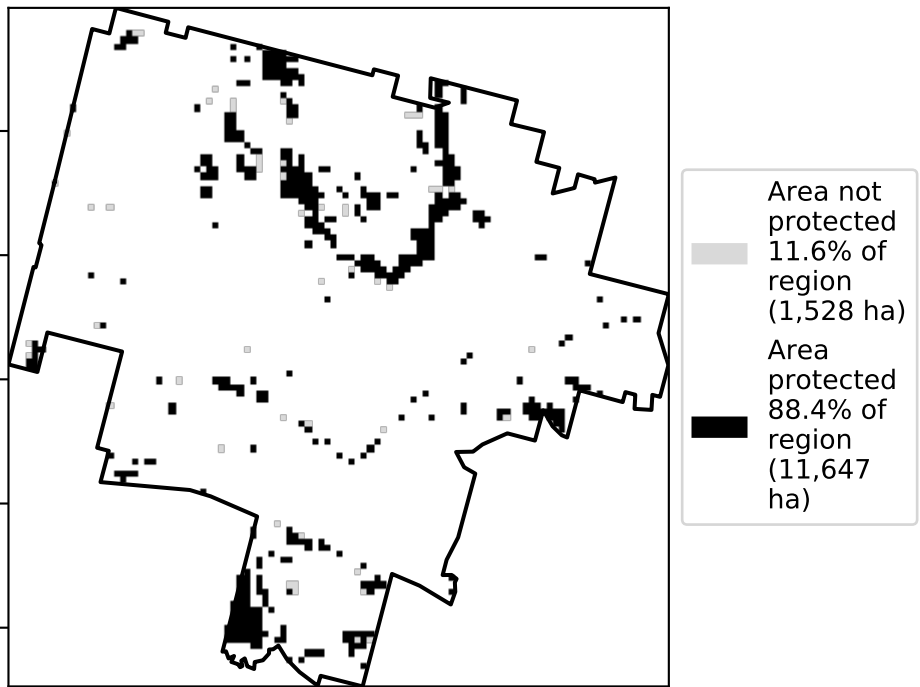 Area not
protected
11.6% of
region
(1,528 ha)
Area
protected
88.4% of
region
(11,647
ha)